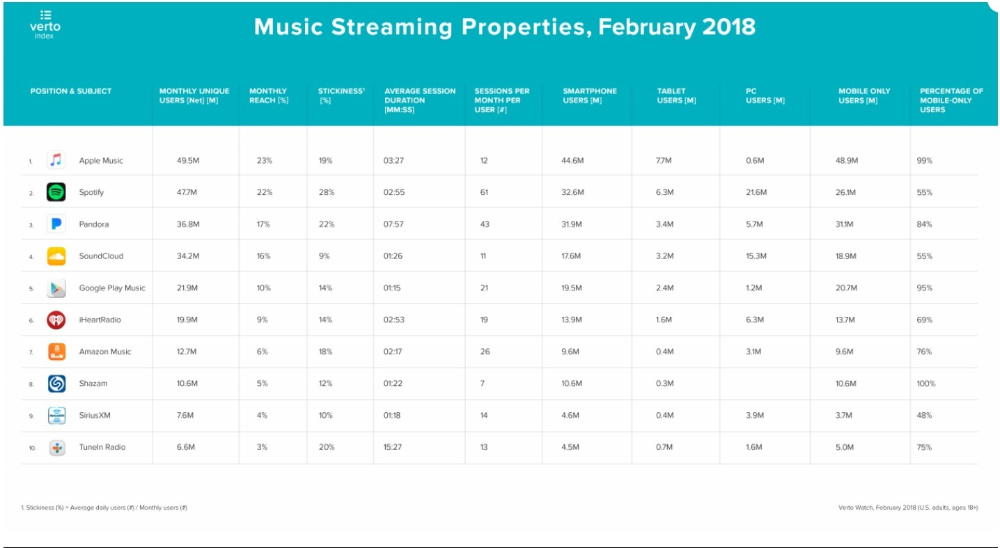 verto
index
Music Streaming Properties, February 2018
POSITION & SUBJECT MONTHLY UNIQUE USERS [Net] [M] MONTHLY REACH [%] STICKINESS¹ [%] AVERAGE SESSION DURATION [MM:SS] SESSIONS PER MONTH PER USER [#] SMARTPHONE USERS [M] TABLET USERS [M] PC USERS [M] MOBILE ONLY USERS [M] PERCENTAGE OF MOBILE-ONLY USERS
1. Apple Music 49.5M 23% 19% 03:27 12 44.6M 7.7M 0.6M 48.9M 99%
2. Spotify 47.7M 22% 28% 02:55 61 32.6M 6.3M 21.6M 26.1M 55%
3. Pandora 36.8M 17% 22% 07:57 43 31.9M 3.4M 5.7M 31.1M 84%
4. SoundCloud 34.2M 16% 9% 01:26 11 17.6M 3.2M 15.3M 18.9M 55%
5. Google Play Music 21.9M 10% 14% 01:15 21 19.5M 2.4M 1.2M 20.7M 95%
6. iHeartRadio 19.9M 9% 14% 02:53 19 13.9M 1.6M 6.3M 13.7M 69%
7. Amazon Music 12.7M 6% 18% 02:17 26 9.6M 0.4M 3.1M 9.6M 76%
8. Shazam 10.6M 5% 12% 01:22 7 10.6M 0.3M 10.6M 100%
9. SiriusXM 7.6M 4% 10% 01:18 14 4.6M 0.4M 3.9M 3.7M 48%
10. TuneIn Radio 6.6M 3% 20% 15:27 13 4.5M 0.7M 1.6M 5.0M 75%
1. Stickiness (%) = Average daily users (#) / Monthly users (#)
Verto Watch, February 2018 (U.S. adults, ages 18+)